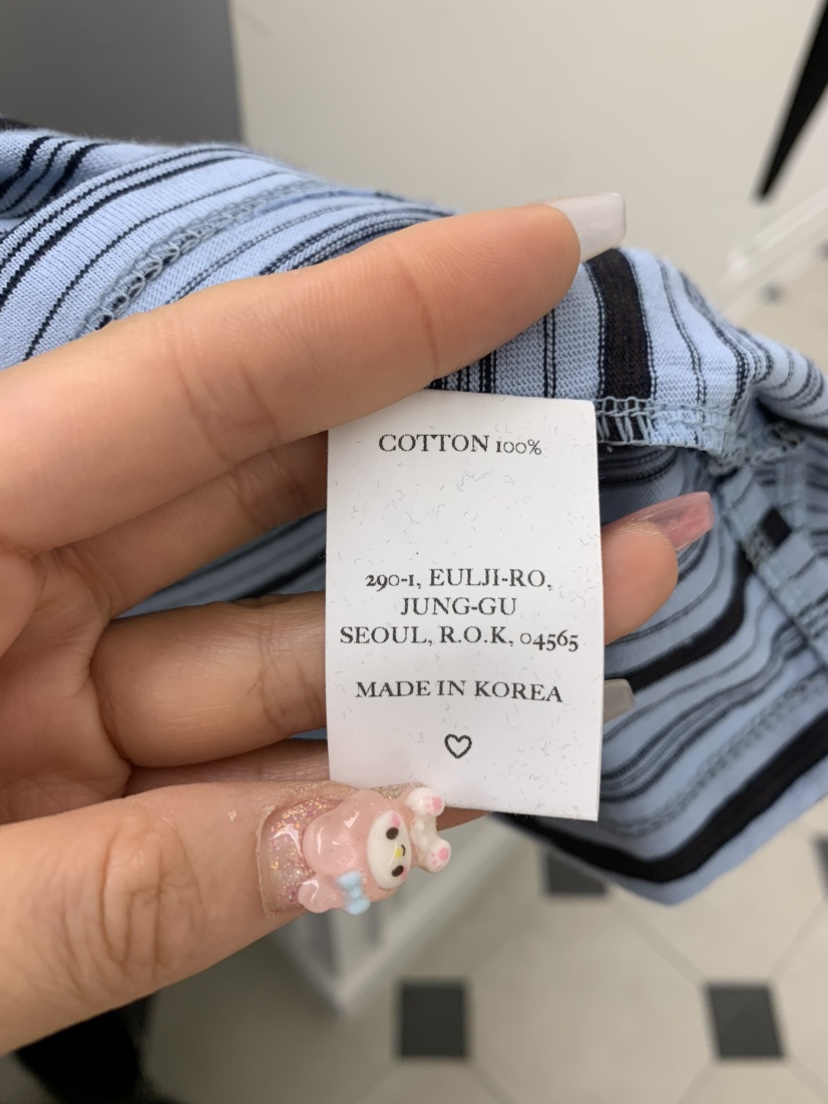 COTTON 100%
290-1, EULJI-RO,
JUNG-GU
SEOUL, R.O.K, 04565
MADE IN KOREA